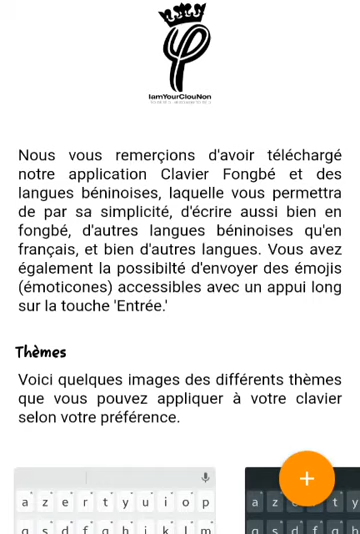 IamYourClouNon
Nous vous remerçions d'avoir téléchargé
notre application Clavier Fongbé et des
langues béninoises, laquelle vous permettra
de par sa simplicité, d'écrire aussi bien en
fongbé, d'autres langues béninoises qu'en
français, et bien d'autres langues. Vous avez
également la possibilté d'envoyer des émojis
(émoticones) accessibles avec un appui long
sur la touche 'Entrée.'
Thèmes
Voici quelques images des différents thèmes
que vous pouvez appliquer à votre clavier
selon votre préférence.
a z e r t y u i o p
a z t y
q s d f g h j k l m
q s d f g h